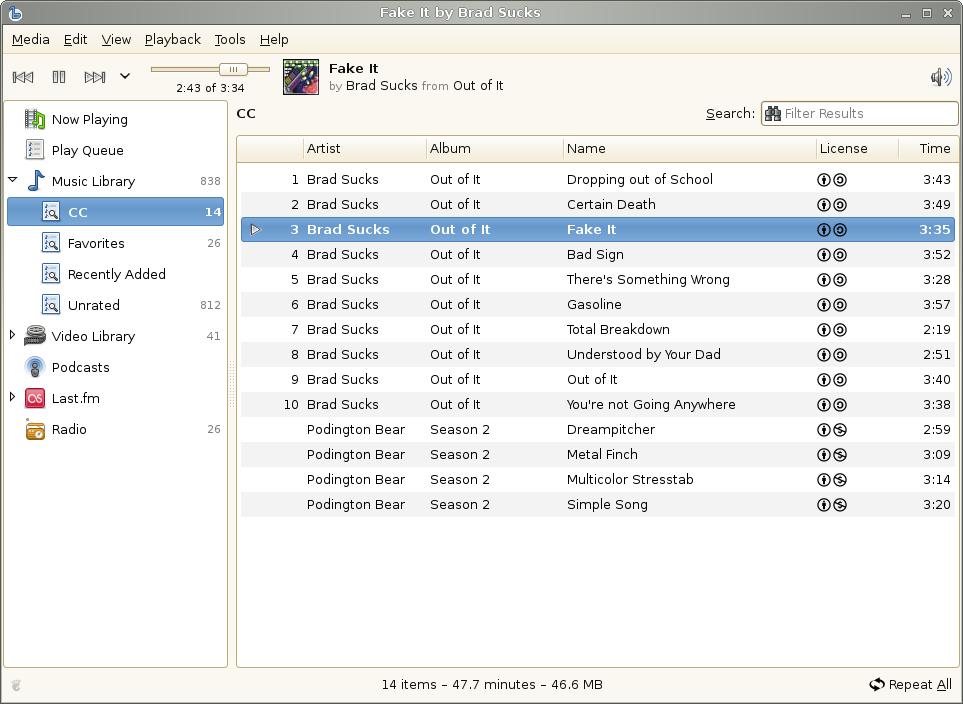 Fake It by Brad Sucks
Media Edit View Playback Tools Help
Fake It
by Brad Sucks from Out of It
2:43 of 3:34
Now Playing
Play Queue
Music Library 838
CC 14
Favorites 26
Recently Added
Unrated 812
Video Library 41
Podcasts
Last.fm
Radio 26
CC
Search: Filter Results
Artist Album Name License Time
1 Brad Sucks Out of It Dropping out of School 3:43
2 Brad Sucks Out of It Certain Death 3:49
3 Brad Sucks Out of It Fake It 3:35
4 Brad Sucks Out of It Bad Sign 3:52
5 Brad Sucks Out of It There's Something Wrong 3:28
6 Brad Sucks Out of It Gasoline 3:57
7 Brad Sucks Out of It Total Breakdown 2:19
8 Brad Sucks Out of It Understood by Your Dad 2:51
9 Brad Sucks Out of It Out of It 3:40
10 Brad Sucks Out of It You're not Going Anywhere 3:38
Podington Bear Season 2 Dreampitcher 2:59
Podington Bear Season 2 Metal Finch 3:09
Podington Bear Season 2 Multicolor Stresstab 3:14
Podington Bear Season 2 Simple Song 3:20
14 items – 47.7 minutes – 46.6 MB
Repeat All